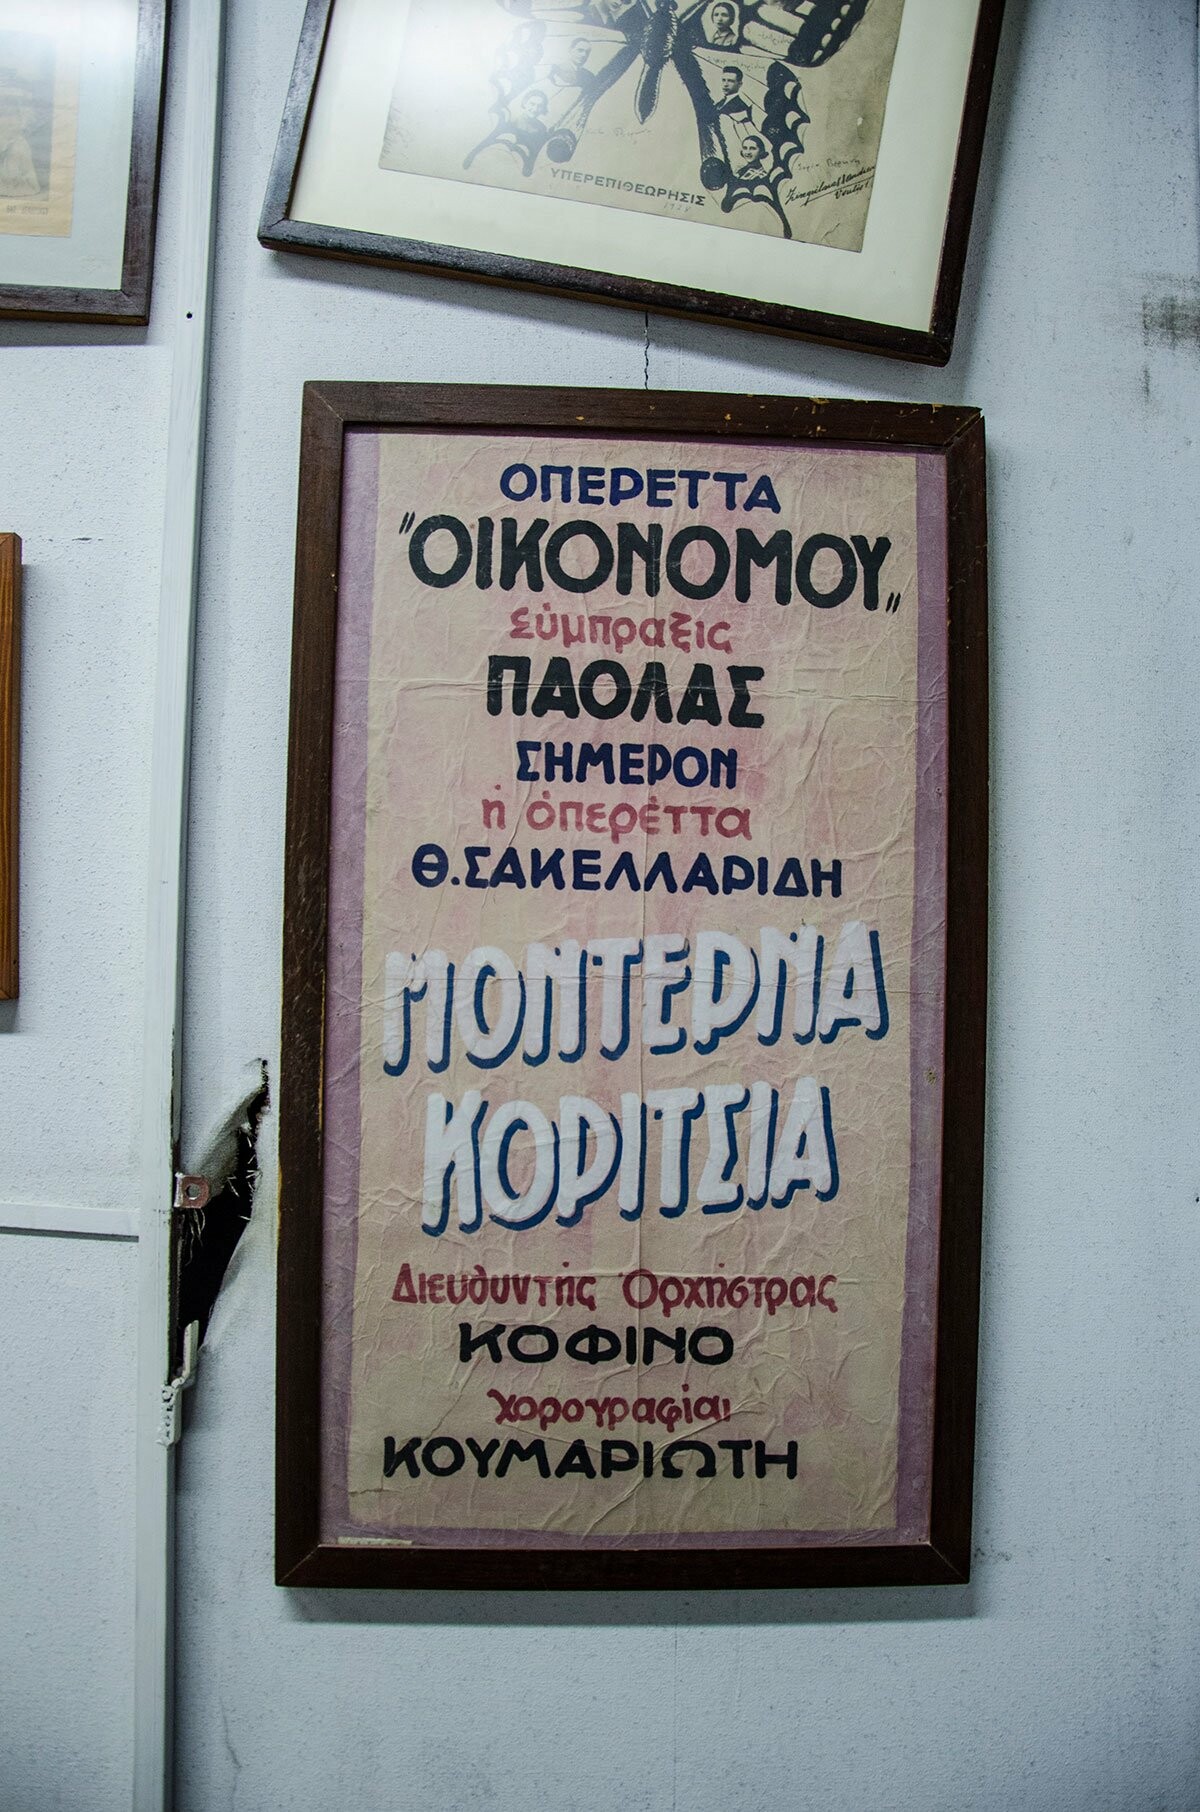 ΥΠΕΡΕΠΙΘΕΩΡΗΣΙΣ
ΟΠΕΡΕΤΤΑ
"ΟΙΚΟΝΟΜΟΥ„
Σύμπραξις
ΠΑΟΛΑΣ
ΣΗΜΕΡΟΝ
ἡ ὀπερέττα
Θ.ΣΑΚΕΛΛΑΡΙΔΗ
ΜΟΝΤΕΡΝΑ
ΚΟΡΙΤΣΙΑ
Διευθυντής Ὀρχήστρας
ΚΟΦΙΝΟ
χορογραφίαι
ΚΟΥΜΑΡΙΩΤΗ